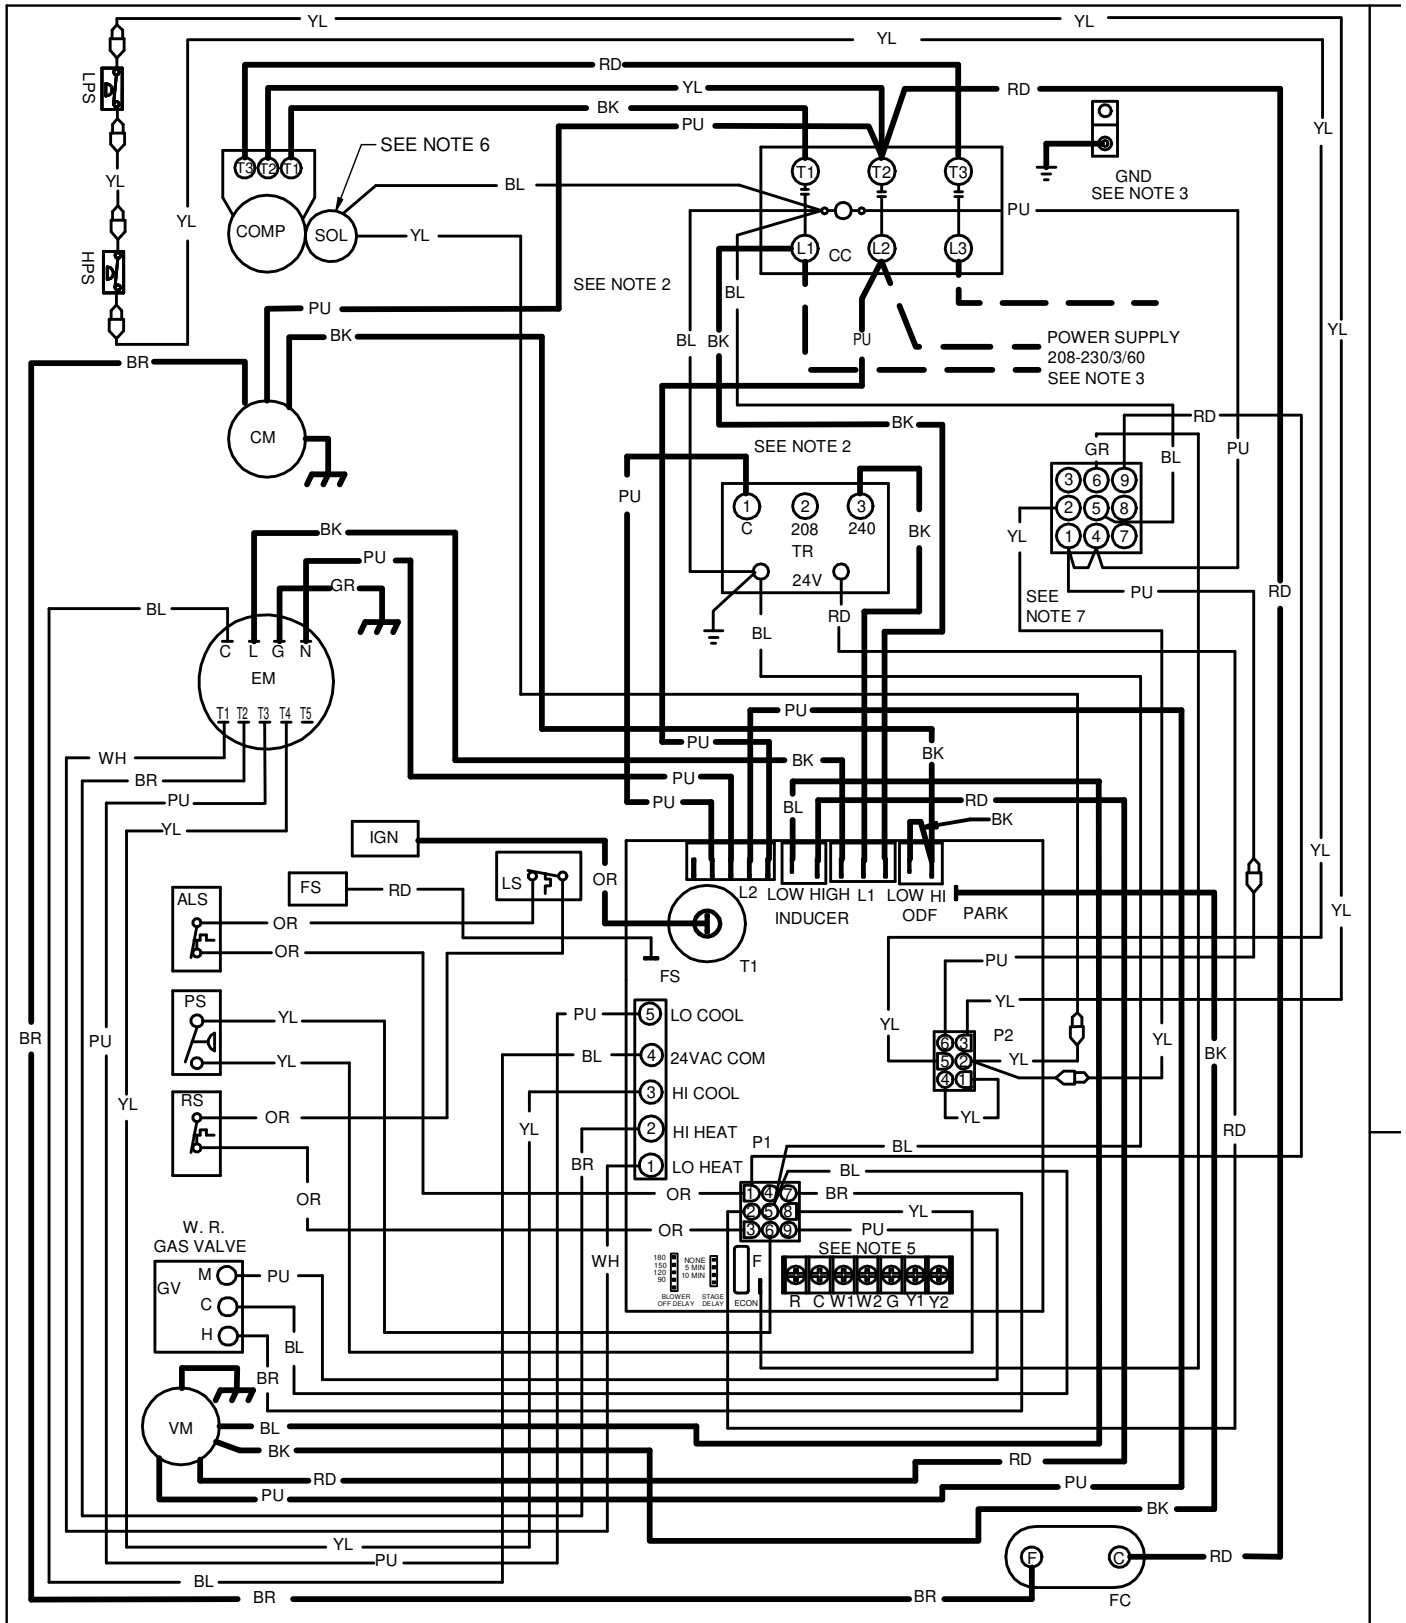 YL YL
YL
RD
YL
BK
PU
RD
LPS
SEE NOTE 6
T3 T2 T1
T1 T2 T3
YL
GND
SEE NOTE 3
YL
YL
BL
PU
COMP SOL
YL
L1 CC L2 L3
HPS
SEE NOTE 2
BL
PU
BK
BL BK PU
POWER SUPPLY
208-230/3/60
SEE NOTE 3
YL
BR
CM
BK
RD
SEE NOTE 2
GR BL PU
3 6 9
2 5 8
1 4 7
PU
1 2 3
C 208 240
TR
24V
BK
YL
BK
PU
GR
BL
SEE
NOTE 7
PU
RD
BL RD
C L G N
EM
T1 T2 T3 T4 T5
WH
BR
PU
YL
PU
PU
BK
BK
PU
PU
BL
RD
BK
IGN
FS
RD
LS
OR
L2 LOW HIGH L1 LOW HI
INDUCER ODF
PARK
YL
YL
ALS
OR
OR
FS
T1
PU
PS
YL
YL
PU
5 LO COOL
YL
YL
P2
6 3
5 2
4 1
YL
YL
YL
BK
BR
PU
BL
4 24VAC COM
3 HI COOL
YL
RS
OR
YL
2 HI HEAT
P1
BL
RD
BR
1 LO HEAT
BL
OR
OR
1 4 7
2 5 8
3 6 9
BR
YL
OR
PU
W. R.
GAS VALVE
GV
M
C
H
PU
WH
180
150
120
90
BLOWER
OFF DELAY
NONE
5 MIN
10 MIN
STAGE
DELAY
F
ECON
SEE NOTE 5
R C W1 W2 G Y1 Y2
BL
BR
VM
BL
BK
RD
RD
PU
PU
BK
YL
PU
F C
RD
BL
BR
BR
FC